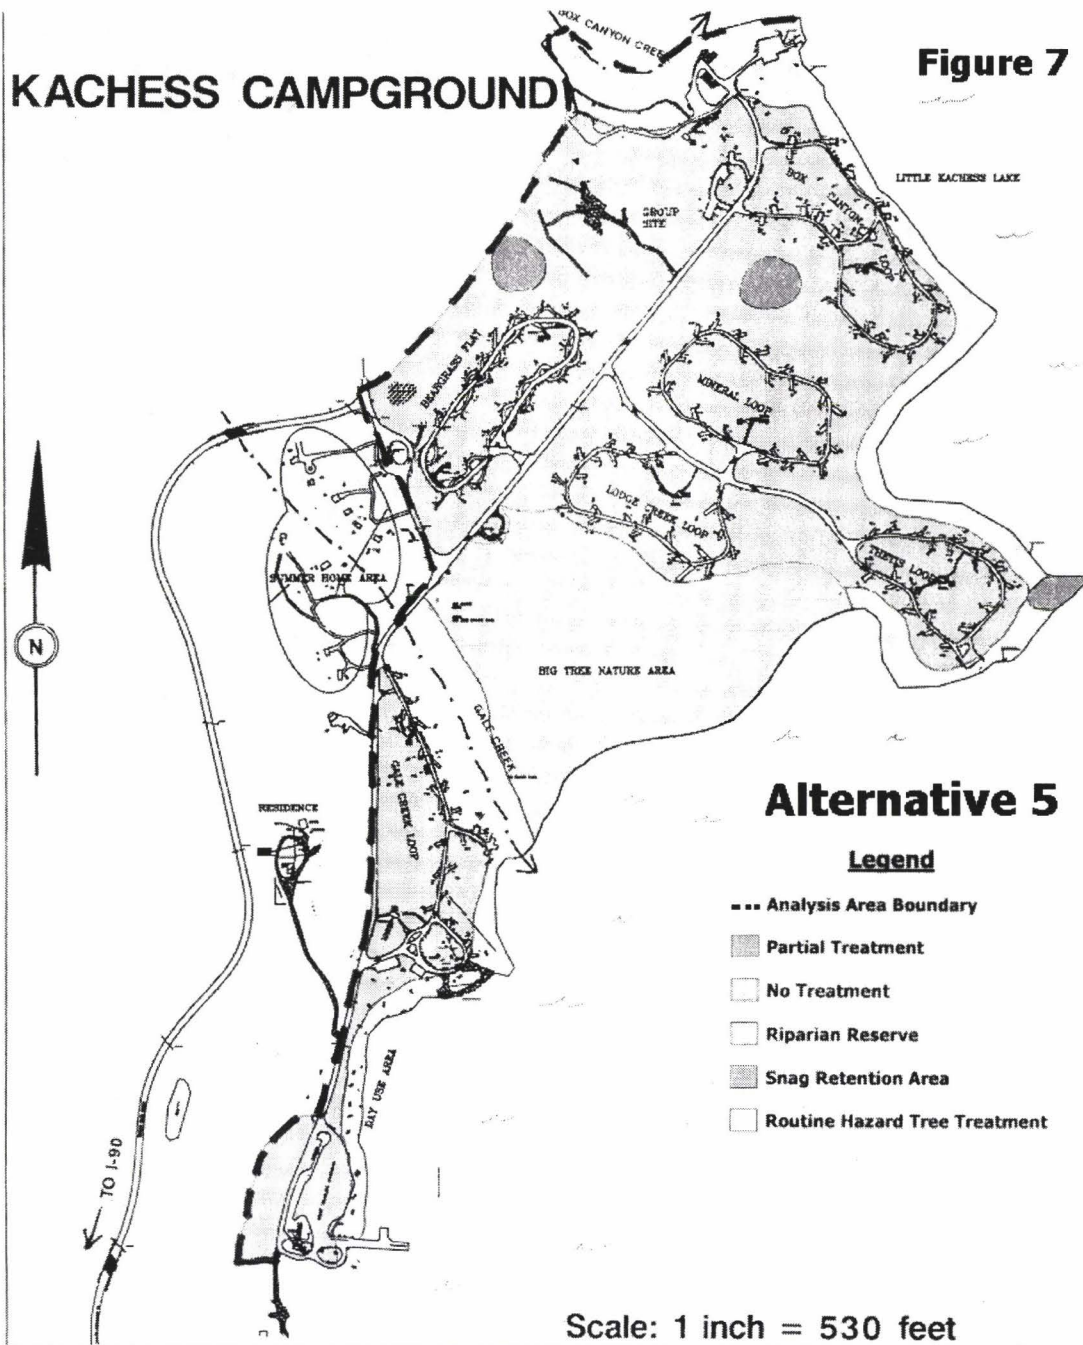 BOX CANYON CREEK
Figure 7
KACHESS CAMPGROUND
LITTLE KACHESS LAKE
BOX CANYON LOOP
GROUP
SITE
BEARGRASS FLAT
MINERAL LOOP
LODGE CREEK LOOP
THETIS LOOP
SUMMER HOME AREA
N
BIG TREE NATURE AREA
GALE CREEK
GALE CREEK LOOP
RESIDENCE
Alternative 5
Legend
Analysis Area Boundary
Partial Treatment
No Treatment
Riparian Reserve
Snag Retention Area
Routine Hazard Tree Treatment
DAY USE AREA
TO I-90
Scale: 1 inch = 530 feet